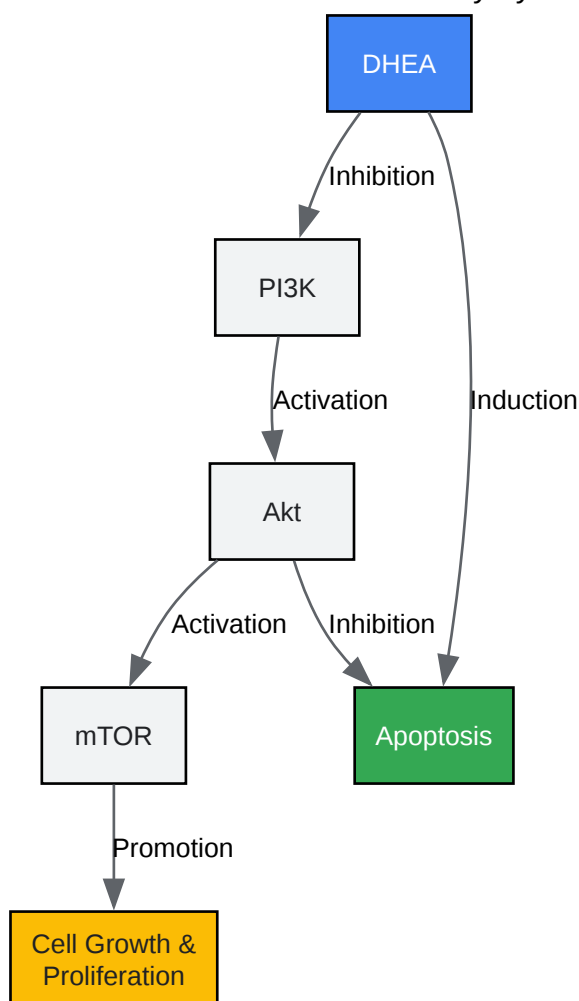 DHEA
Inhibition
PI3K
Activation
Induction
Akt
Activation
Inhibition
mTOR
Apoptosis
Promotion
Cell Growth &
Proliferation